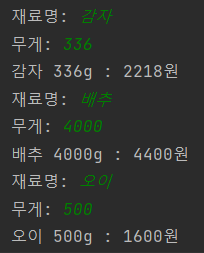 재료명: 감자
무게: 336
감자 336g : 2218원
재료명: 배추
무게: 4000
배추 4000g : 4400원
재료명: 오이
무게: 500
오이 500g : 1600원